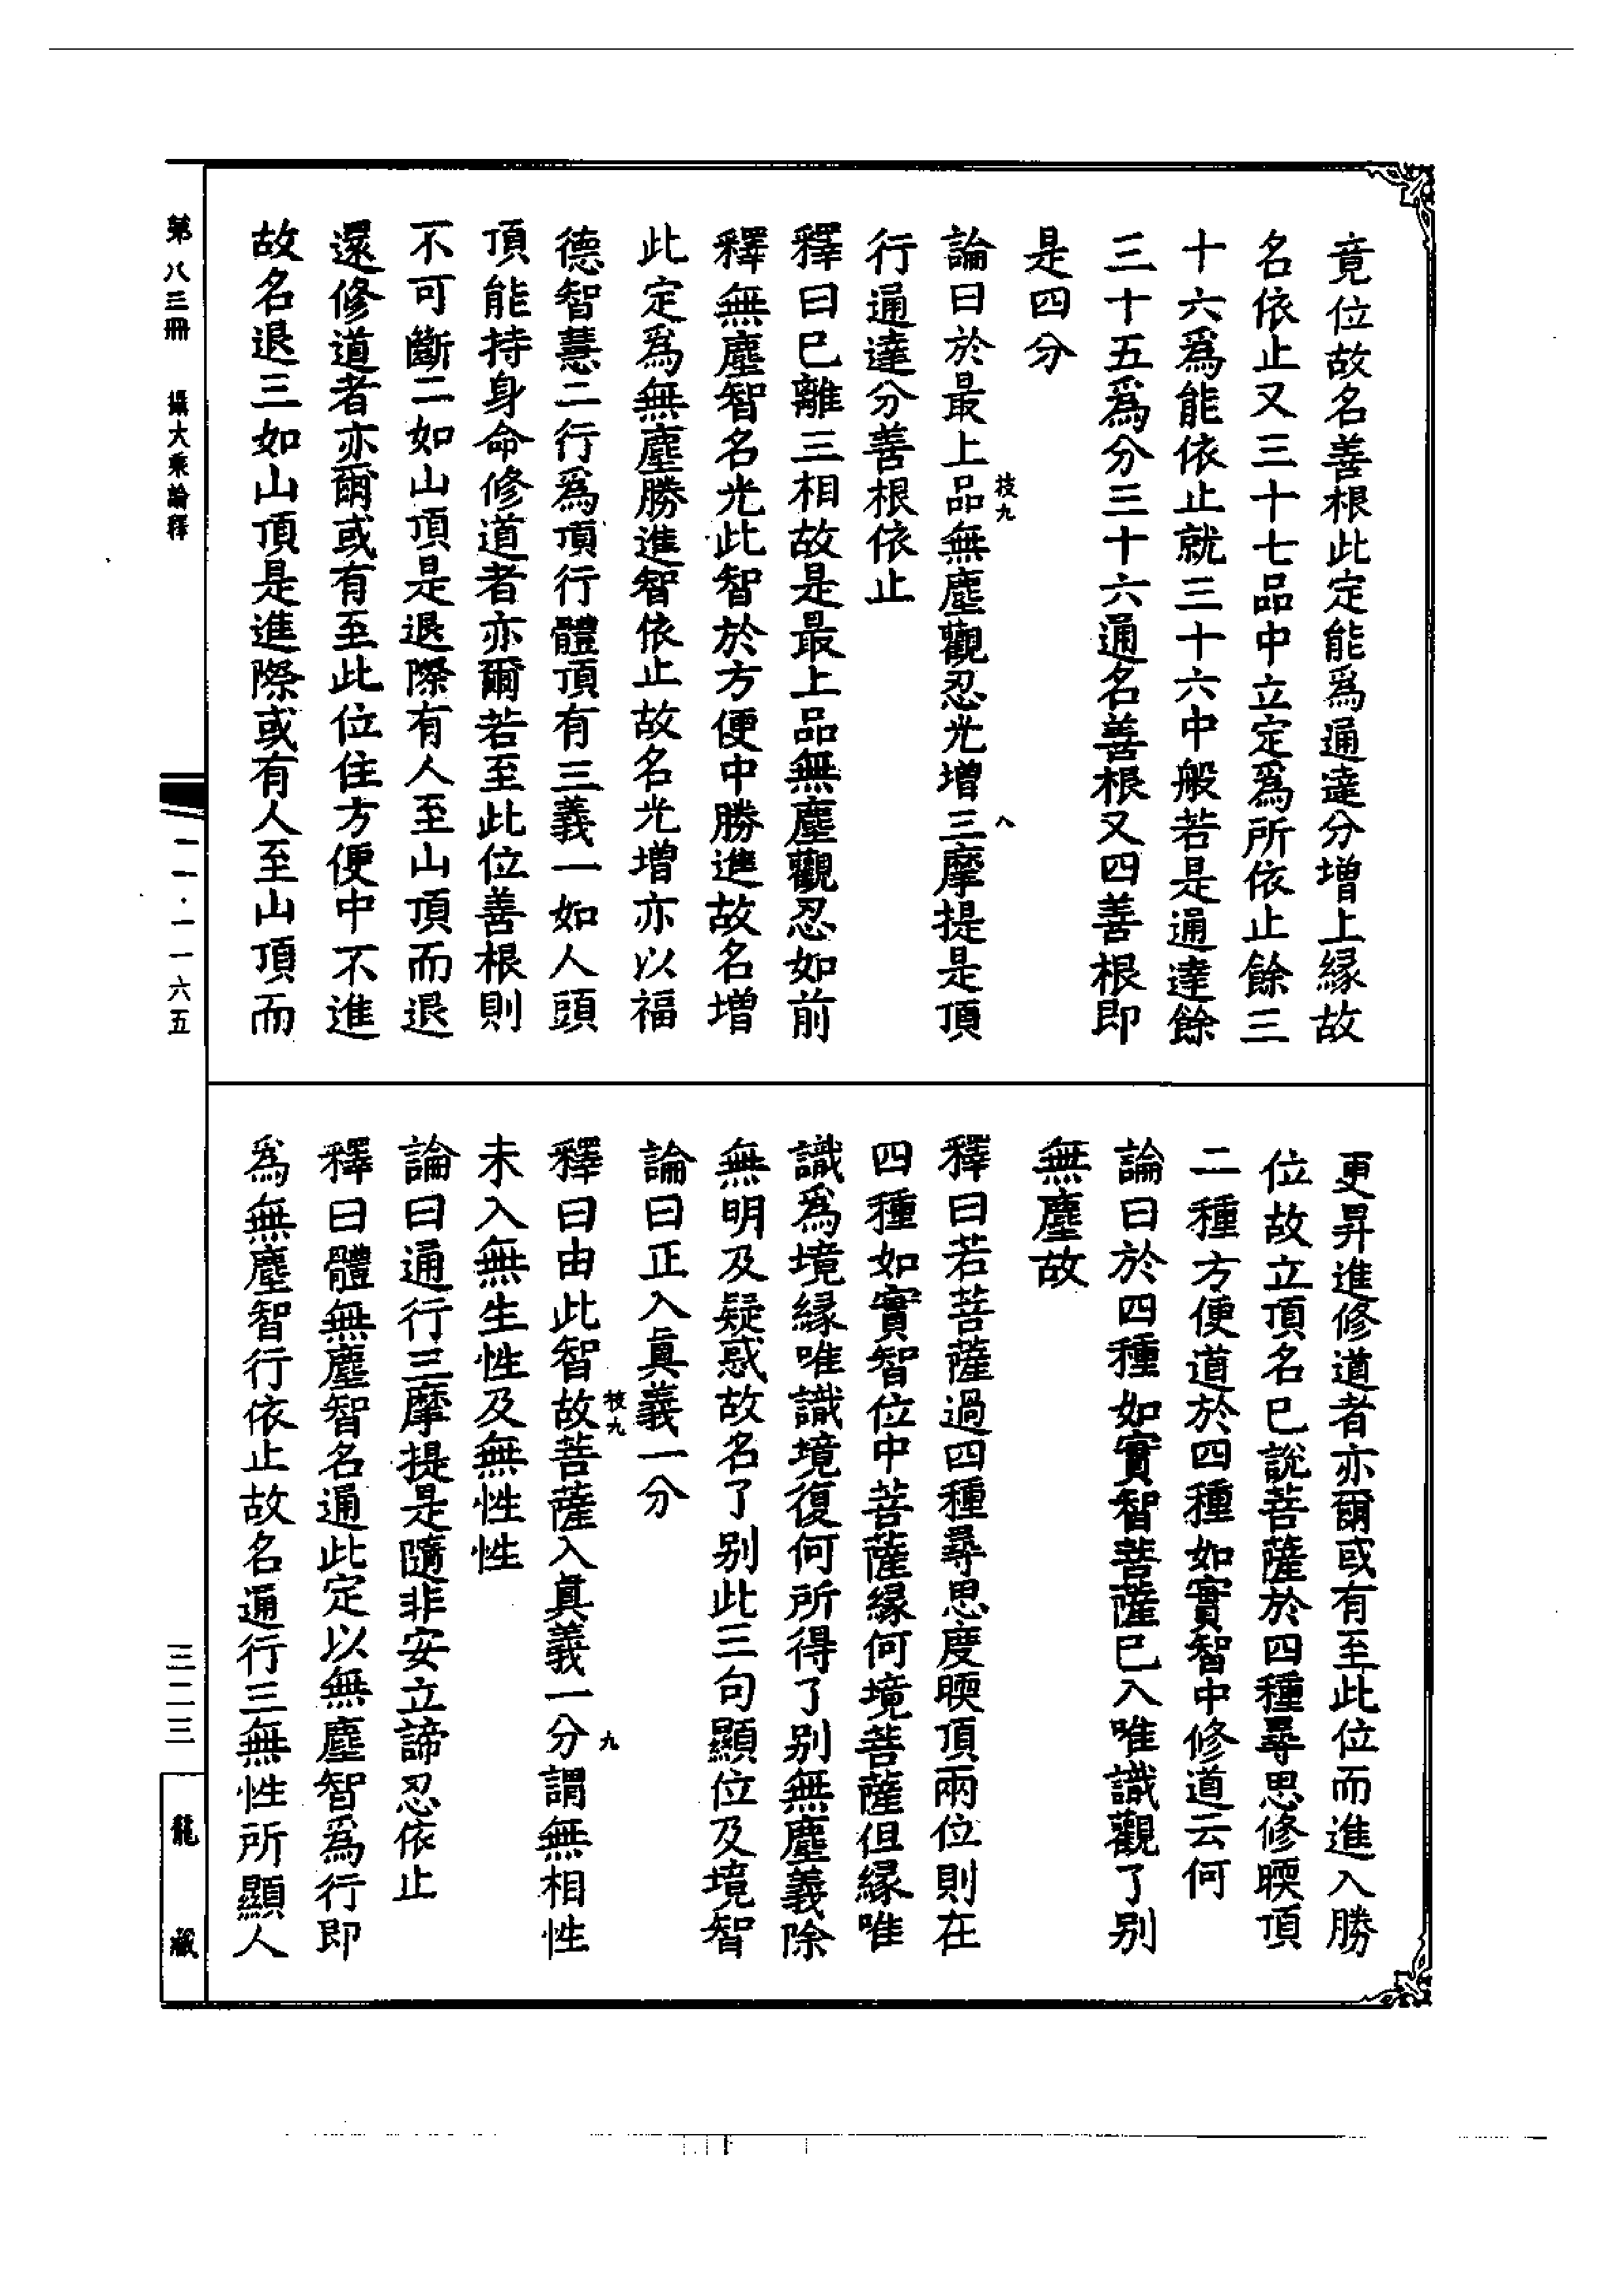 竟位故名善根此定能爲通達分增上緣故
名依止又三十七品中立定爲所依止餘三
十六爲能依止就三十六中般若是通達餘
三十五爲分三十六通名善根又四善根即
是四分
論曰於最上品無塵觀忍光增三摩提是頂
行通達分善根依止
釋曰已離三相故是最上品無塵觀忍如前
釋無塵智名光此智於方便中勝進故名增
此定爲無塵勝進智依止故名光增亦以福
德智慧二行爲頂行體頂有三義一如人頭
頂能持身命修道者亦爾若至此位善根則
不可斷二如山頂是退際有人至山頂而退
還修道者亦爾或有至此位住方便中不進
故名退三如山頂是進際或有人至山頂而
更昇進修道者亦爾或有至此位而進入勝
位故立頂名已說菩薩於四種尋思修暎頂
二種方便道於四種如實智中修道云何
論曰於四種如實智菩薩已入唯識觀了别
無塵故
釋曰若菩薩過四種尋思度暎頂兩位則在
四種如實智位中菩薩緣何境菩薩但緣唯
識爲境緣唯識境復何所得了别無塵義除
無明及疑惑故名了别此三句顯位及境智
論曰正入眞義一分
釋曰由此智故菩薩入眞義一分謂無相性
未入無生性及無性性
論曰通行三摩提是隨非安立諦忍依止
釋曰體無塵智名通此定以無塵智爲行即
爲無塵智行依止故名通行三無性所顯人
枝九
八
枝九
九
第八三冊 攝大乘論釋
一一·一一六五
三二三
龍藏